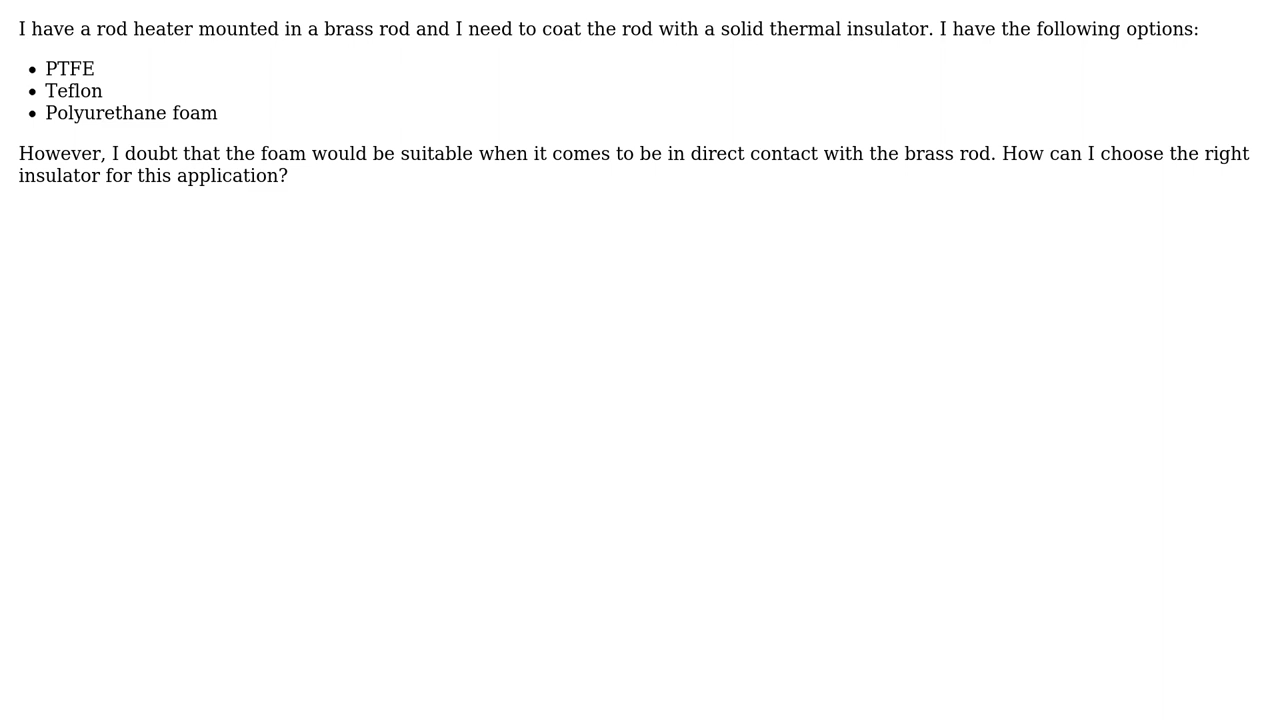 I have a rod heater mounted in a brass rod and I need to coat the rod with a solid thermal insulator. I have the following options:
• PTFE
• Teflon
• Polyurethane foam
However, I doubt that the foam would be suitable when it comes to be in direct contact with the brass rod. How can I choose the right
insulator for this application?